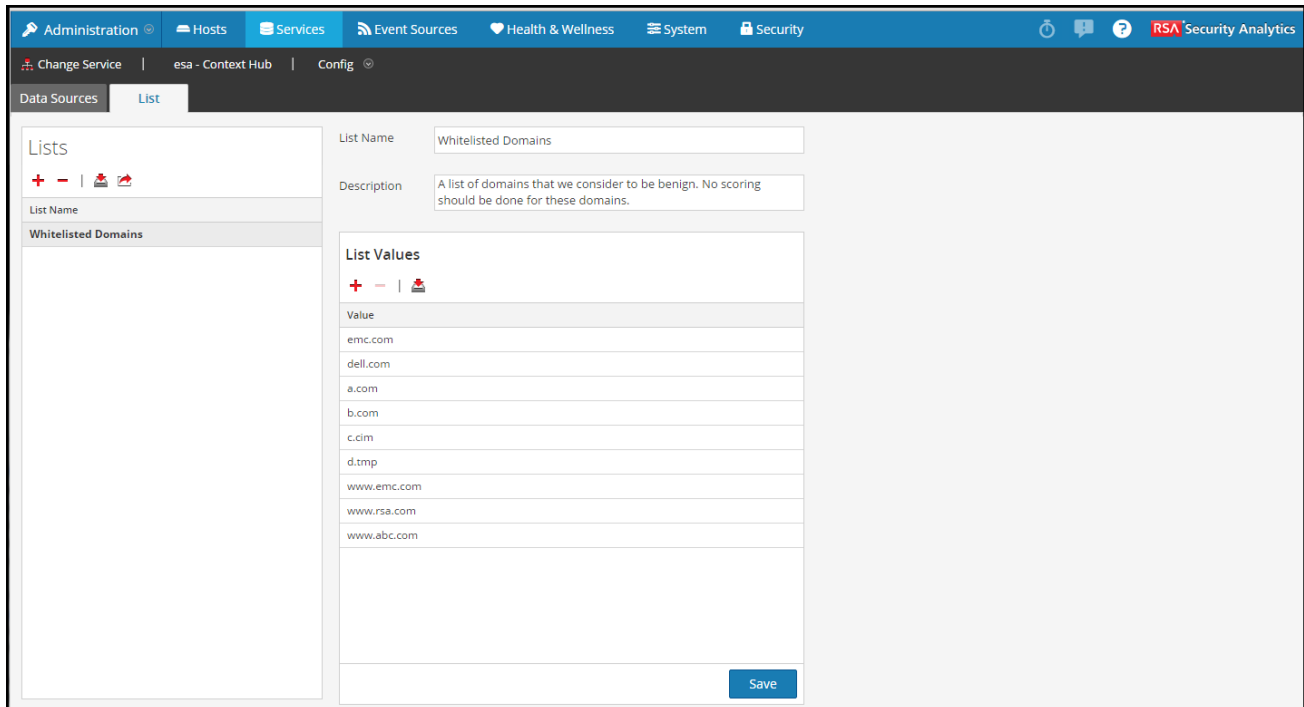 Administration Hosts Services Event Sources Health & Wellness System Security RSA Security Analytics
Change Service | esa - Context Hub | Config
Data Sources List
Lists
List Name
Whitelisted Domains
List Name Whitelisted Domains
Description A list of domains that we consider to be benign. No scoring
should be done for these domains.
List Values
Value
emc.com
dell.com
a.com
b.com
c.cim
d.tmp
www.emc.com
www.rsa.com
www.abc.com
Save